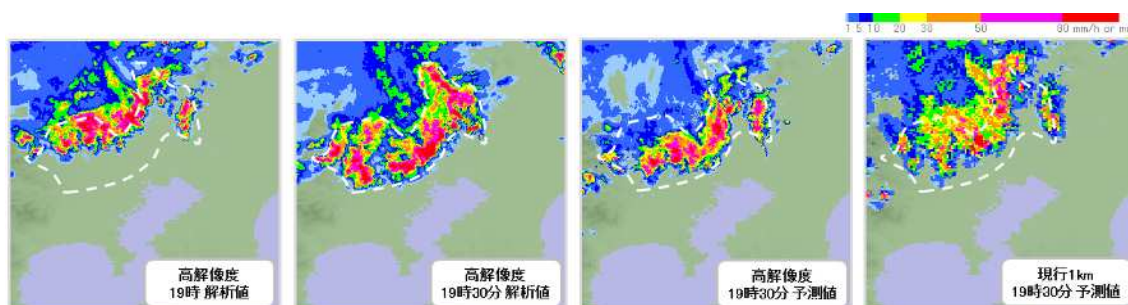 1 5 10 20 30 50 80 mm/h or m
高解像度
19時 解析値
高解像度
19時30分 解析値
高解像度
19時30分 予測値
現行1km
19時30分 予測値